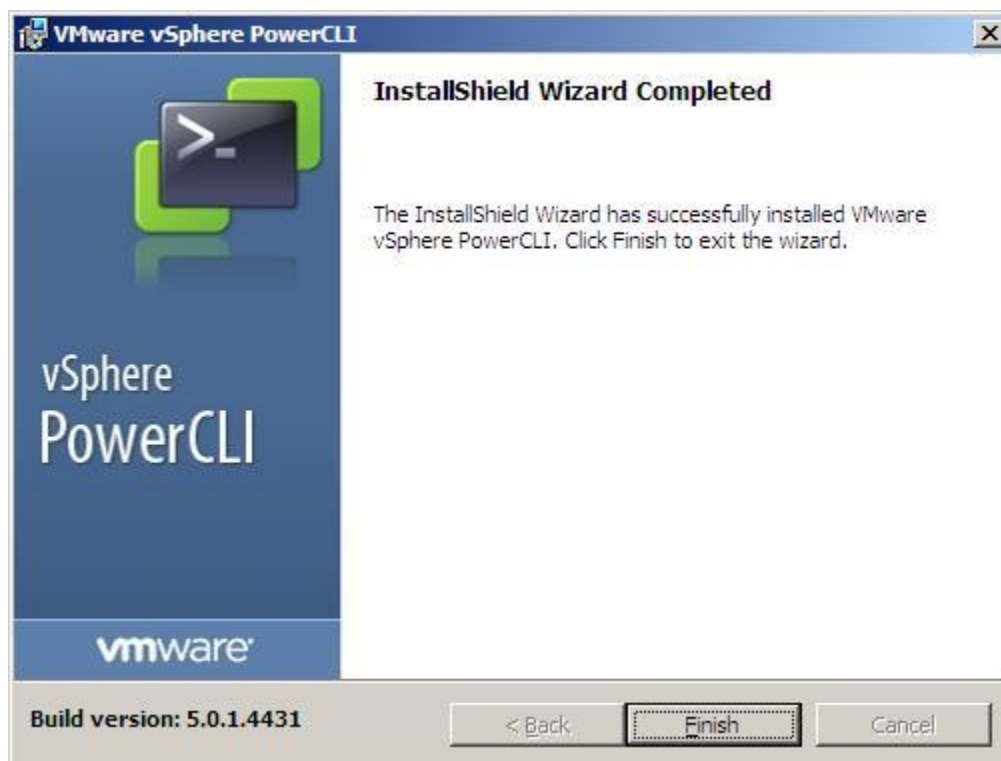 VMware vSphere PowerCLI
InstallShield Wizard Completed
The InstallShield Wizard has successfully installed VMware
vSphere PowerCLI. Click Finish to exit the wizard.
>_
vSphere
PowerCLI
vmware
Build version: 5.0.1.4431
< Back
Finish
Cancel